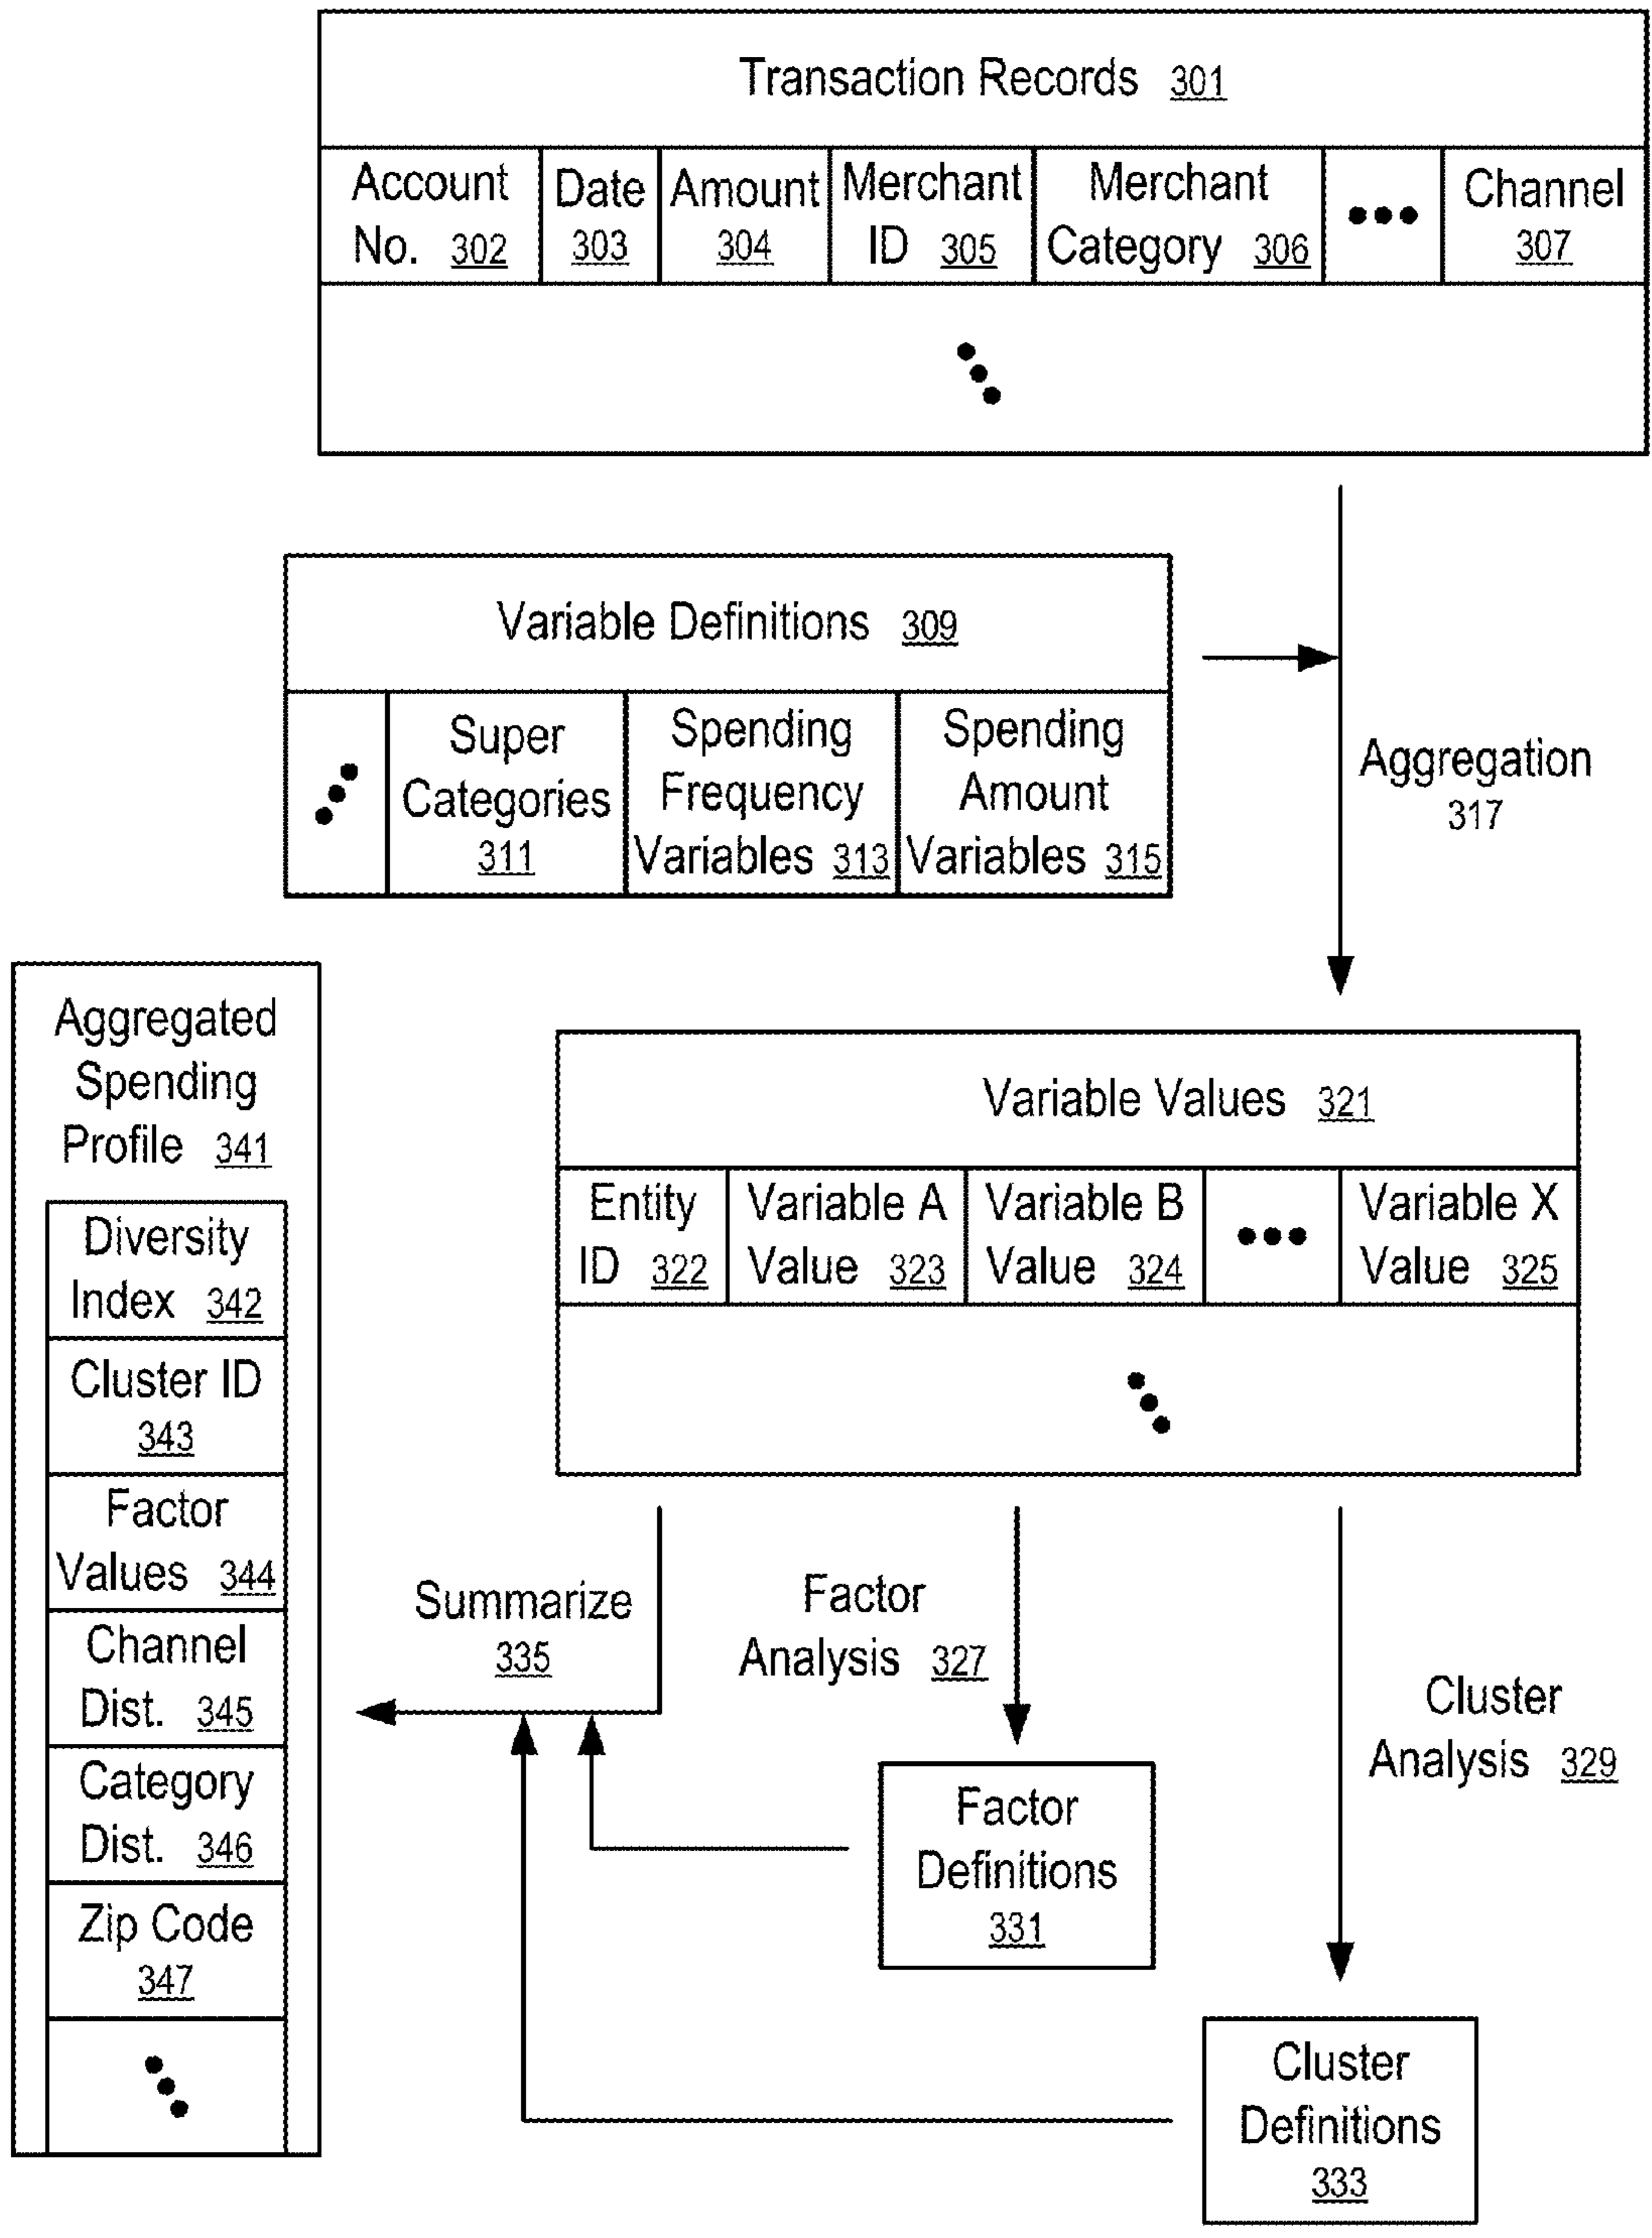 Transaction Records 301
Account No. 302
Date 303
Amount 304
Merchant ID 305
Merchant Category 306
•••
Channel 307
Variable Definitions 309
Super Categories 311
Spending Frequency Variables 313
Spending Amount Variables 315
Aggregation 317
Aggregated
Spending
Profile 341
Diversity
Index 342
Cluster ID
343
Factor
Values 344
Channel
Dist. 345
Category
Dist. 346
Zip Code
347
Variable Values 321
Entity ID 322
Variable A Value 323
Variable B Value 324
•••
Variable X Value 325
Summarize
335
Factor
Analysis 327
Cluster
Analysis 329
Factor
Definitions
331
Cluster
Definitions
333